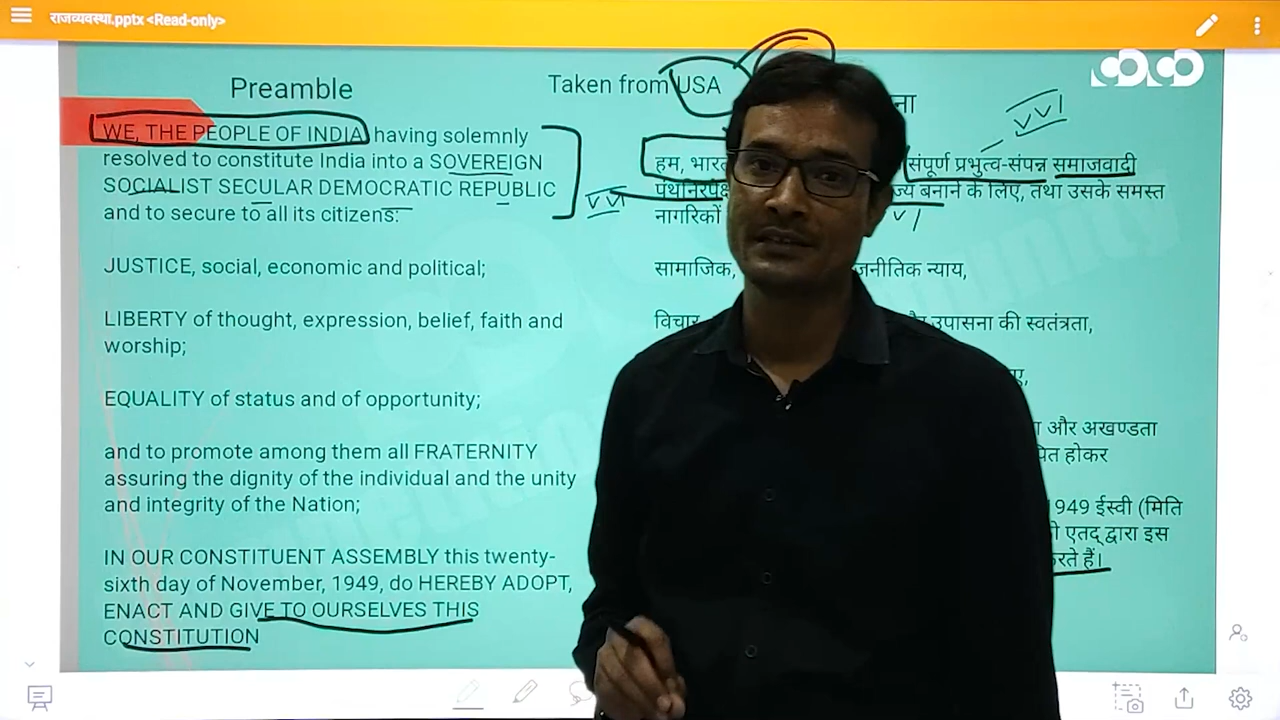 राजव्यवस्था.pptx <Read-only>
Preamble
Taken from USA
WE, THE PEOPLE OF INDIA having solemnly
resolved to constitute India into a SOVEREIGN
SOCIALIST SECULAR DEMOCRATIC REPUBLIC
and to secure to all its citizens:
JUSTICE, social, economic and political;
LIBERTY of thought, expression, belief, faith and
worship;
EQUALITY of status and of opportunity;
and to promote among them all FRATERNITY
assuring the dignity of the individual and the unity
and integrity of the Nation;
IN OUR CONSTITUENT ASSEMBLY this twenty-
sixth day of November, 1949, do HEREBY ADOPT,
ENACT AND GIVE TO OURSELVES THIS
CONSTITUTION
VVI
हम, संपूर्ण प्रभुत्व-संपन्न समाजवादी
VVI
बनाने के लिए, तथा उसके समस्त
नागरिकों VI
सामाजिक, न्याय,
विचार उपासना की स्वतंत्रता,
और अखण्डता
होकर
1949 ईस्वी (मिति
एतद् द्वारा इस
हैं।